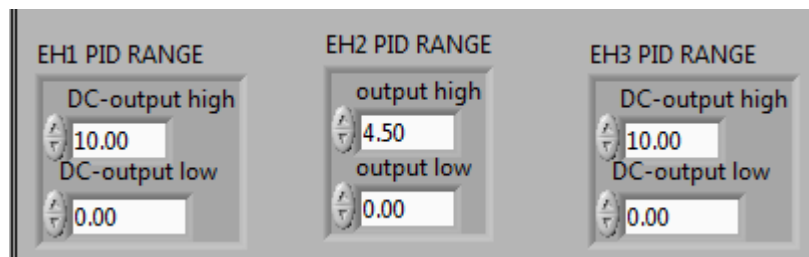 EH1 PID RANGE
DC-output high
10.00
DC-output low
0.00
EH2 PID RANGE
output high
4.50
output low
0.00
EH3 PID RANGE
DC-output high
10.00
DC-output low
0.00